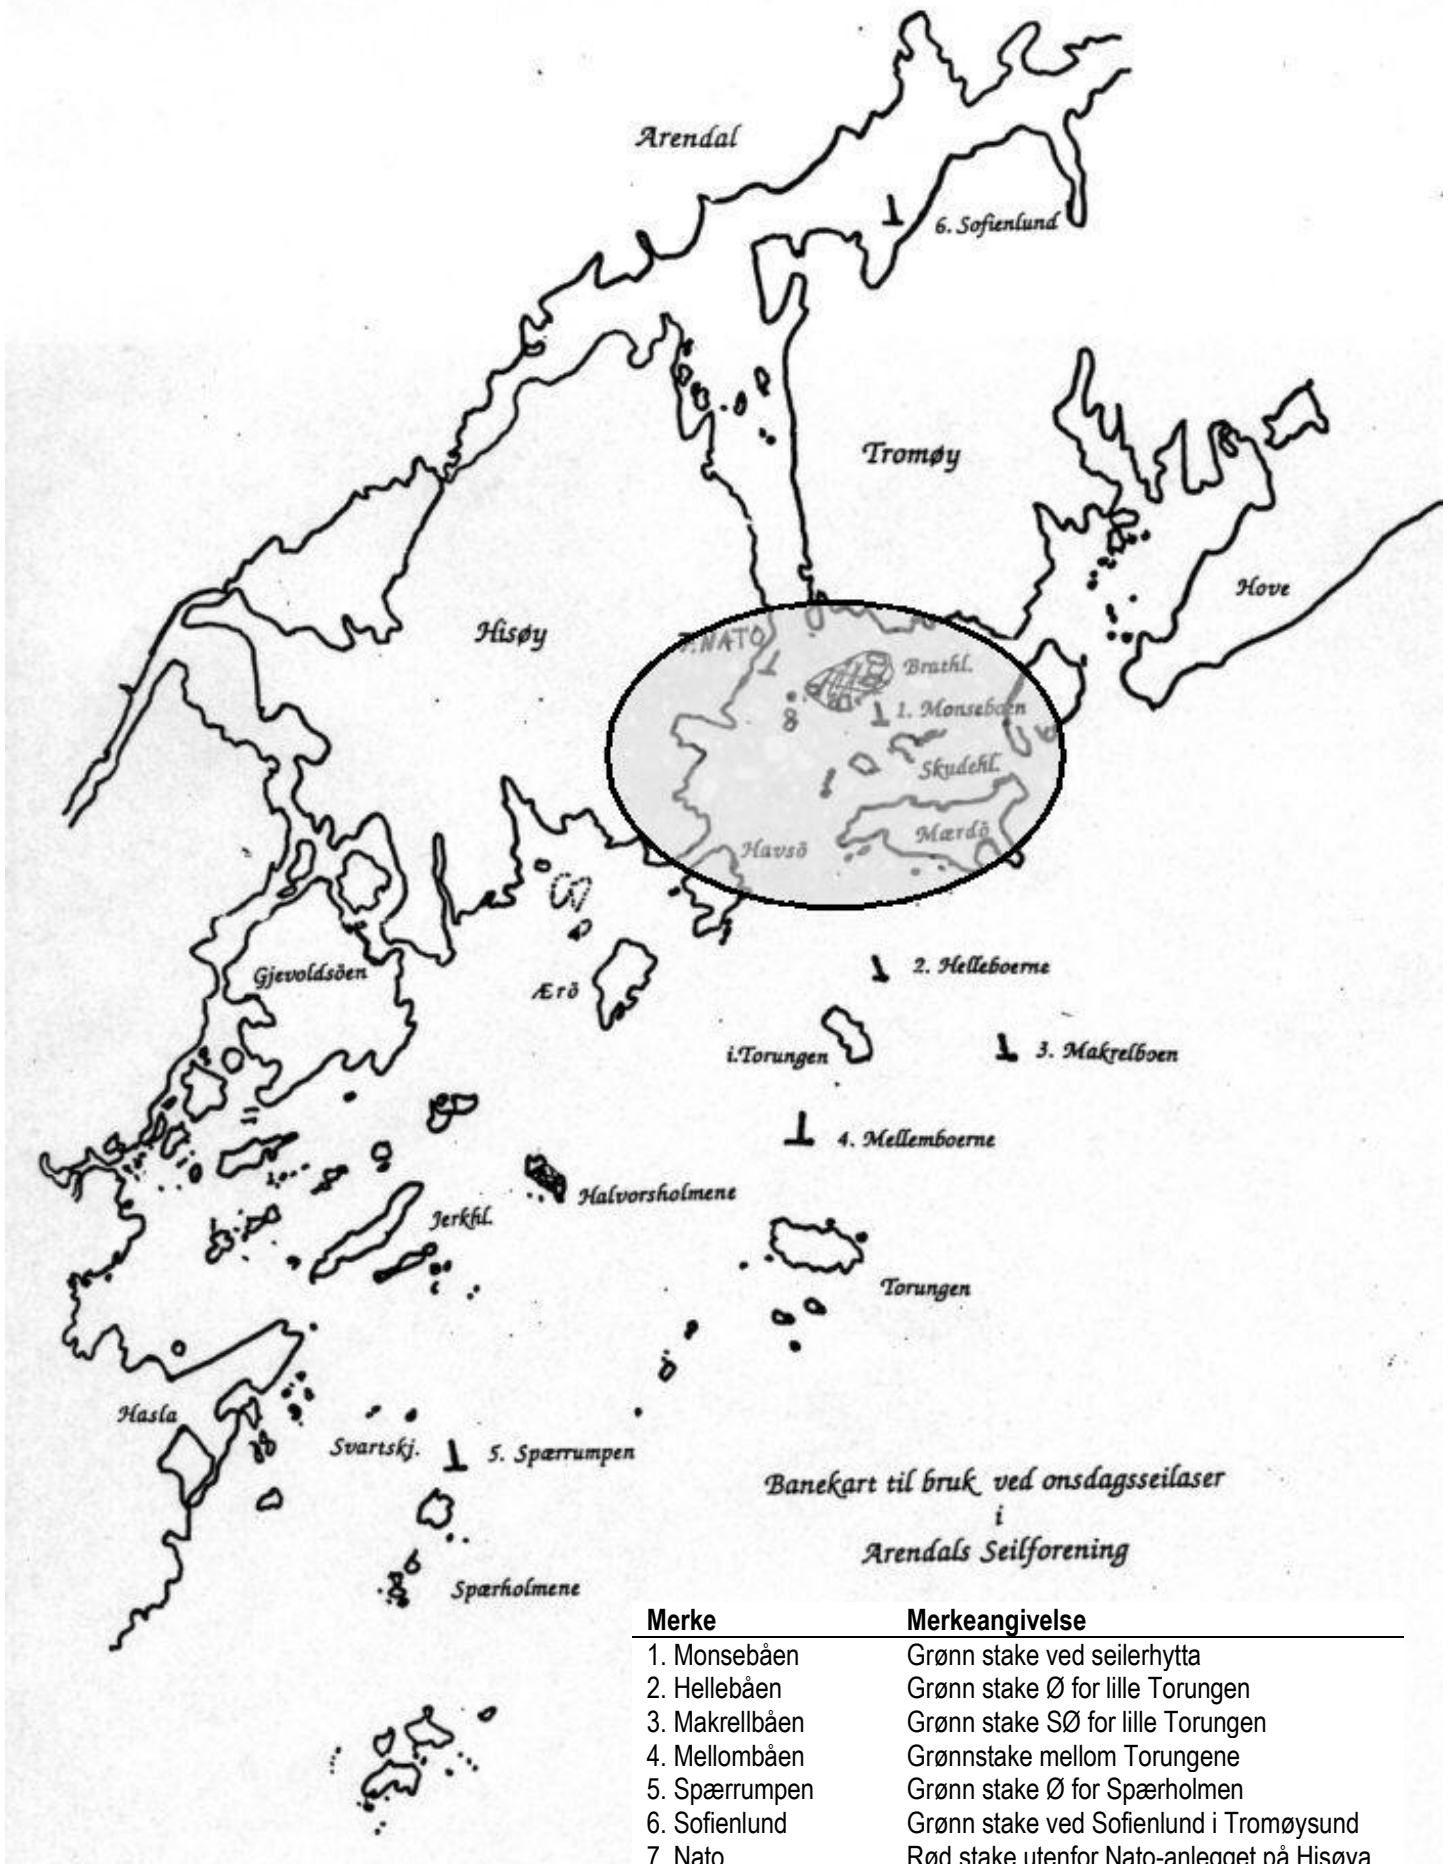 Arendal
6. Sofienlund
Tromøy
Hove
Hisøy
7. NATO
Brathl.
1. Monseboen
Skudehl.
Mærdö
Havsö
2. Helleboerne
Gjevoldsöen
Ærö
i.Torungen
3. Makrelboen
4. Mellemboerne
Halvorsholmene
Jerkhl.
Torungen
Hasla
Svartskj.
5. Spærrumpen
Banekart til bruk ved onsdagsseilaser
i
Arendals Seilforening
Spærholmene
Merke Merkeangivelse
1. Monsebåen Grønn stake ved seilerhytta
2. Hellebåen Grønn stake Ø for lille Torungen
3. Makrellbåen Grønn stake SØ for lille Torungen
4. Mellombåen Grønnstake mellom Torungene
5. Spærrumpen Grønn stake Ø for Spærholmen
6. Sofienlund Grønn stake ved Sofienlund i Tromøysund
7. Nato Rød stake utenfor Nato-anlegget på Hisøya